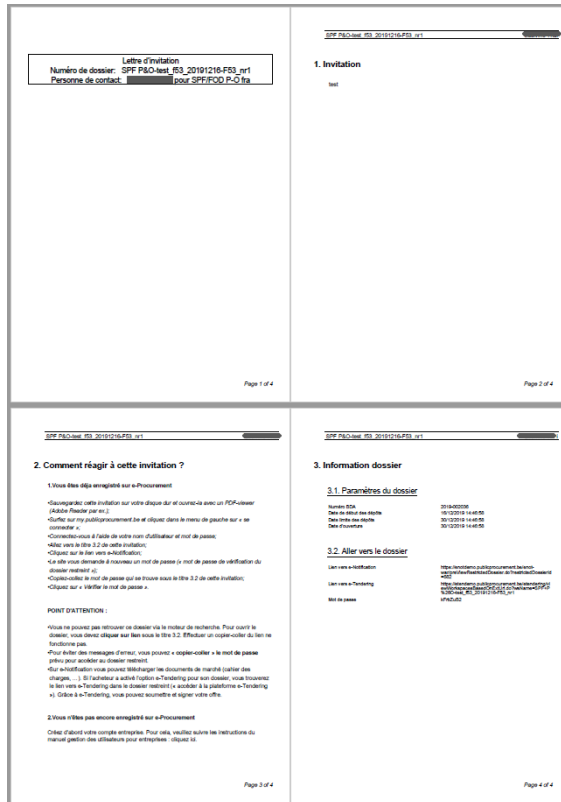 Lettre d'invitation
Numéro de dossier: SPF P&O-test_f53_20191216-F53_nr1
Personne de contact: pour SPF/FOD P-O fra
Page 1 of 4
SPF P&O-test_f53_20191216-F53_nr1
1. Invitation
test
Page 2 of 4
SPF P&O-test_f53_20191216-F53_nr1
2. Comment réagir à cette invitation ?
1.Vous êtes déja enregistré sur e-Procurement
•Sauvegardez cette invitation sur votre disque dur et ouvrez-la avec un PDF-viewer
(Adobe Reader par ex.);
•Surfez sur my.publicprocurement.be et cliquez dans le menu de gauche sur « se
connecter »;
•Connectez-vous à l'aide de votre nom d'utilisateur et mot de passe;
•Allez vers le titre 3.2 de cette invitation;
•Cliquez sur le lien vers e-Notification;
•Le site vous demande à nouveau un mot de passe (« mot de passe de vérification du
dossier restreint »);
•Copiez-collez le mot de passe qui se trouve sous le titre 3.2 de cette invitation;
•Cliquez sur « Vérifier le mot de passe ».
POINT D'ATTENTION :
•Vous ne pouvez pas retrouver ce dossier via le moteur de recherche. Pour ouvrir le
dossier, vous devez cliquer sur lien sous le titre 3.2. Effectuer un copier-coller du lien ne
fonctionne pas.
•Pour éviter des messages d'erreur, vous pouvez « copier-coller » le mot de passe
prévu pour accéder au dossier restreint.
•Sur e-Notification vous pouvez télécharger les documents de marché (cahier des
charges, …). Si l'acheteur a activé l'option e-Tendering pour son dossier, vous trouverez
le lien vers e-Tendering dans le dossier restreint (« accéder à la plateforme e-Tendering
»). Grâce à e-Tendering, vous pouvez soumettre et signer votre offre.
2.Vous n'êtes pas encore enregistré sur e-Procurement
Créez d'abord votre compte entreprise. Pour cela, veuillez suivre les instructions du
manuel gestion des utilisateurs pour entreprises : cliquez ici.
Page 3 of 4
SPF P&O-test_f53_20191216-F53_nr1
3. Information dossier
3.1. Paramètres du dossier
Numéro BDA 2019-002036
Date de début des dépôts 16/12/2019 14:46:56
Date limite des dépôts 30/12/2019 14:46:56
Date d'ouverture 30/12/2019 14:46:56
3.2. Aller vers le dossier
Lien vers e-Notification
Lien vers e-Tendering
Mot de passe
Page 4 of 4